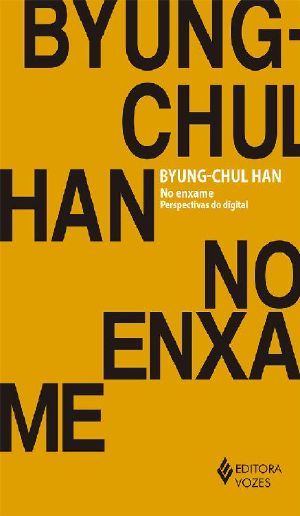 BYUNG-
CHUL
HAN
BYUNG-CHUL HAN
No enxame
Perspectivas do digital
NO
ENXA
ME
EDITORA
VOZES